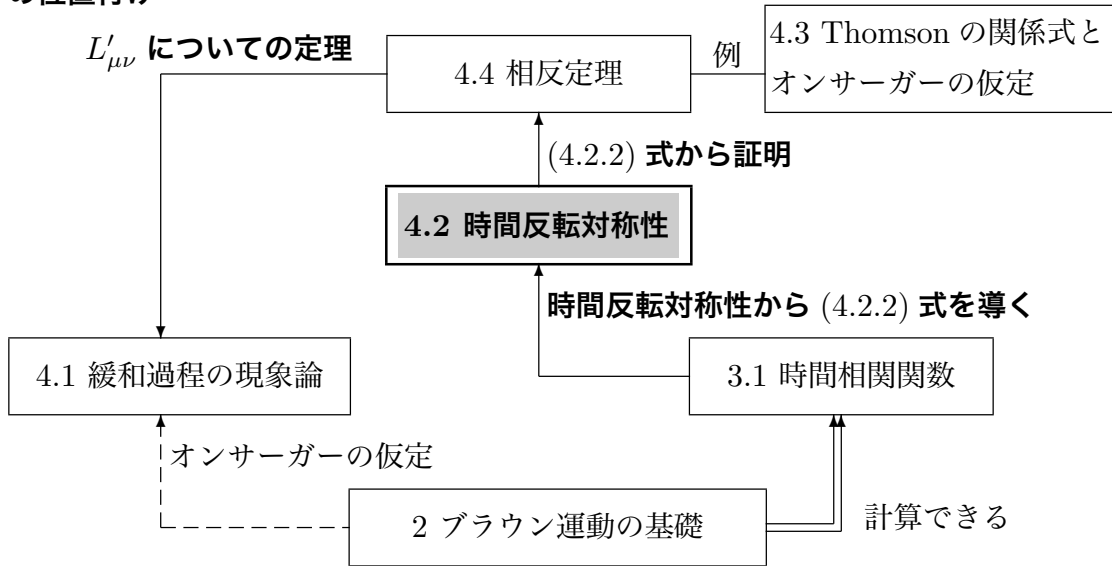 4.3 Thomson の関係式と
オンサーガーの仮定
L′μν についての定理
4.4 相反定理
例
(4.2.2) 式から証明
4.2 時間反転対称性
時間反転対称性から (4.2.2) 式を導く
4.1 緩和過程の現象論
3.1 時間相関関数
オンサーガーの仮定
2 ブラウン運動の基礎
計算できる